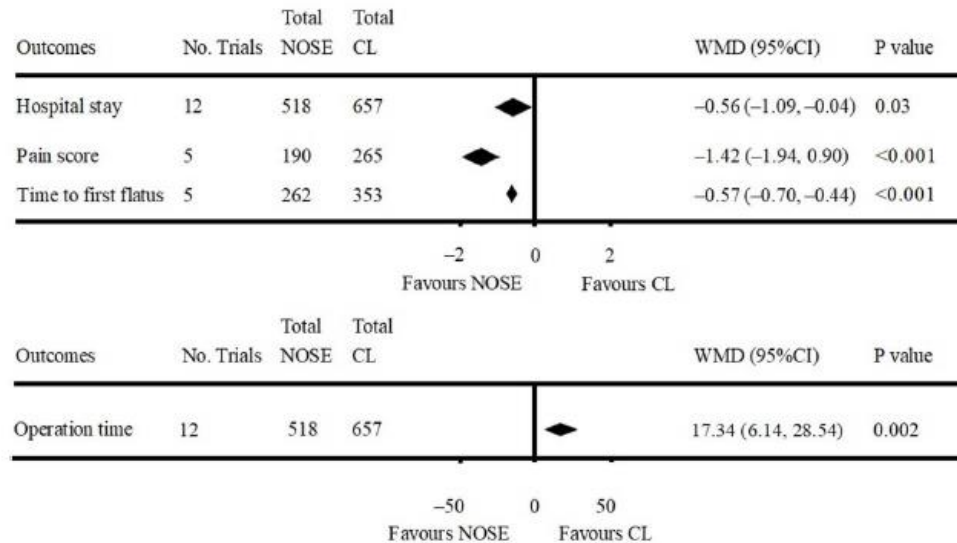 Total Total
Outcomes No. Trials NOSE CL WMD (95%CI) P value
Hospital stay 12 518 657 –0.56 (–1.09, –0.04) 0.03
Pain score 5 190 265 –1.42 (–1.94, 0.90) <0.001
Time to first flatus 5 262 353 –0.57 (–0.70, –0.44) <0.001
–2 0 2
Favours NOSE Favours CL
Total Total
Outcomes No. Trials NOSE CL WMD (95%CI) P value
Operation time 12 518 657 17.34 (6.14, 28.54) 0.002
–50 0 50
Favours NOSE Favours CL